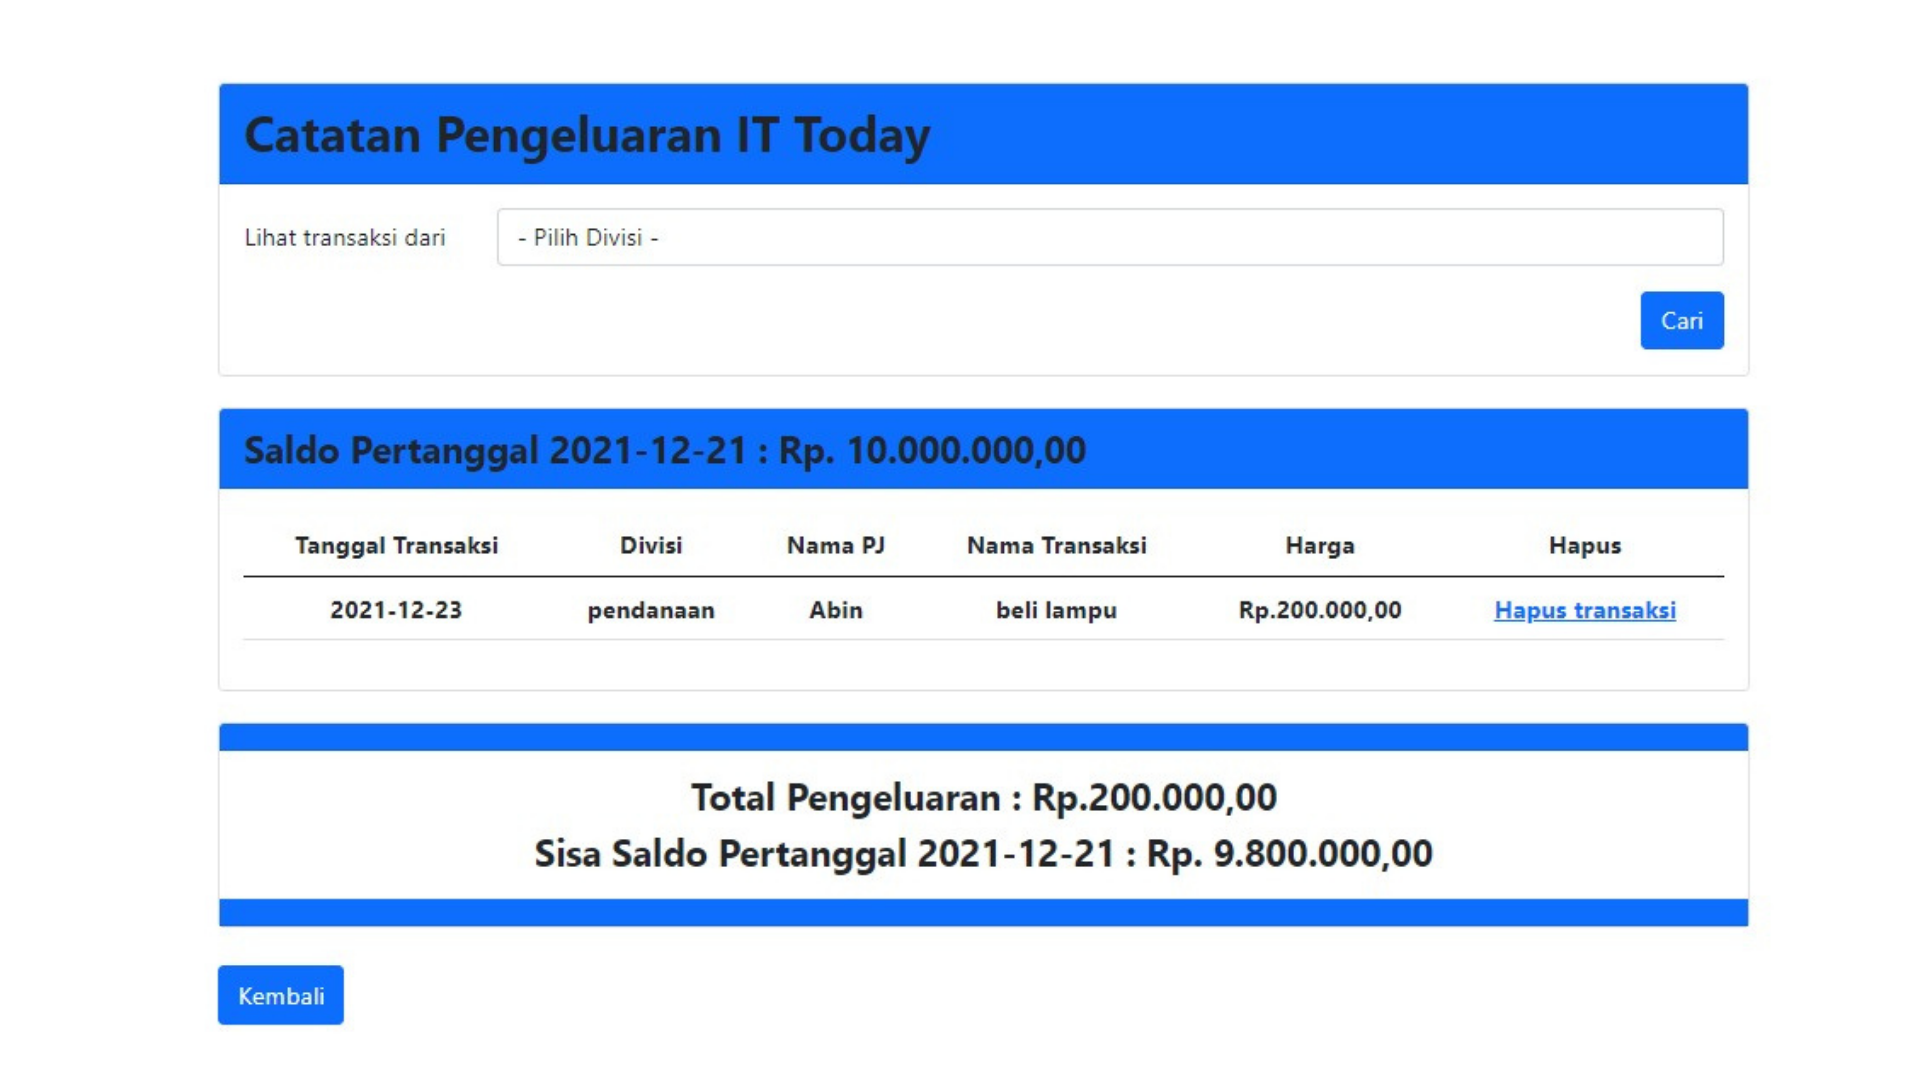 Catatan Pengeluaran IT Today
Lihat transaksi dari - Pilih Divisi -
Cari
Saldo Pertanggal 2021-12-21 : Rp. 10.000.000,00
Tanggal Transaksi Divisi Nama PJ Nama Transaksi Harga Hapus
2021-12-23 pendanaan Abin beli lampu Rp.200.000,00 Hapus transaksi
Total Pengeluaran : Rp.200.000,00
Sisa Saldo Pertanggal 2021-12-21 : Rp. 9.800.000,00
Kembali